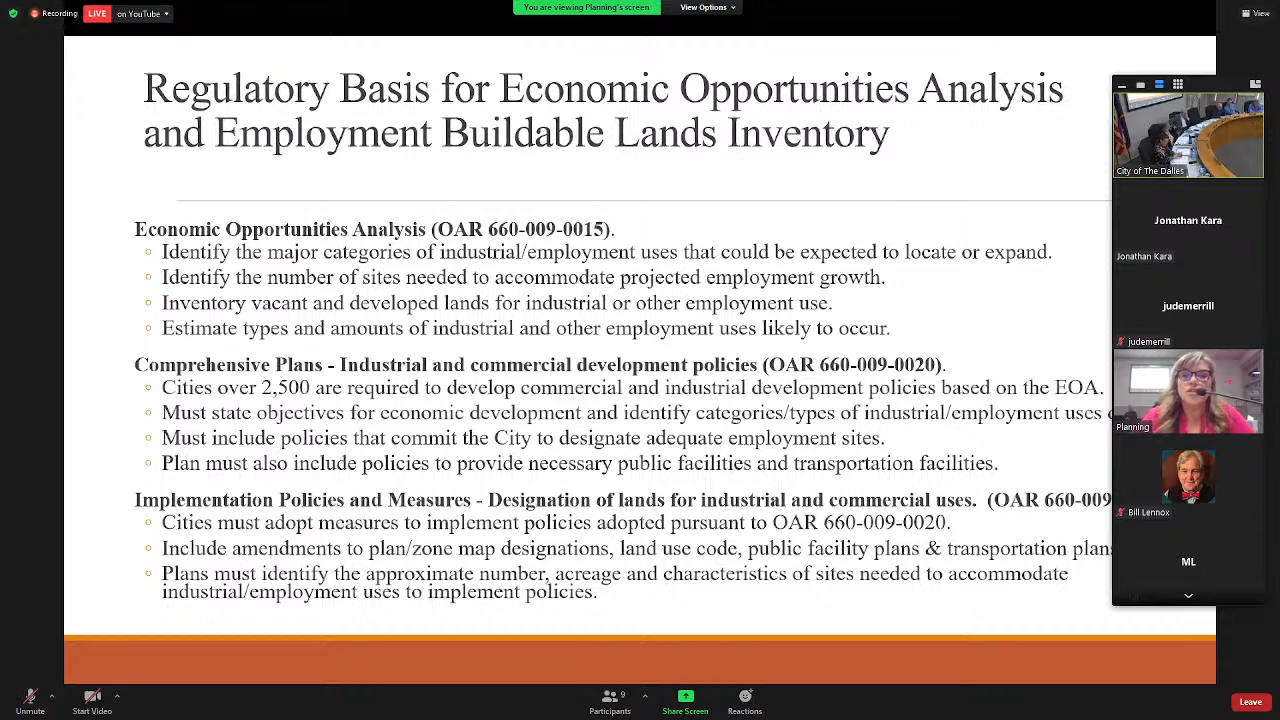 Recording
LIVE on YouTube
You are viewing Planning's screen
View Options
View
Regulatory Basis for Economic Opportunities Analysis
and Employment Buildable Lands Inventory
Economic Opportunities Analysis (OAR 660-009-0015).
Identify the major categories of industrial/employment uses that could be expected to locate or expand.
Identify the number of sites needed to accommodate projected employment growth.
Inventory vacant and developed lands for industrial or other employment use.
Estimate types and amounts of industrial and other employment uses likely to occur.
Comprehensive Plans - Industrial and commercial development policies (OAR 660-009-0020).
Cities over 2,500 are required to develop commercial and industrial development policies based on the EOA.
Must state objectives for economic development and identify categories/types of industrial/employment uses
Must include policies that commit the City to designate adequate employment sites.
Plan must also include policies to provide necessary public facilities and transportation facilities.
Implementation Policies and Measures - Designation of lands for industrial and commercial uses. (OAR 660-009
Cities must adopt measures to implement policies adopted pursuant to OAR 660-009-0020.
Include amendments to plan/zone map designations, land use code, public facility plans & transportation plans
Plans must identify the approximate number, acreage and characteristics of sites needed to accommodate
industrial/employment uses to implement policies.
City of The Dalles
Jonathan Kara
Jonathan Kara
judemerrill
judemerrill
Planning
Bill Lennox
ML
Unmute
Start Video
Participants
9
Share Screen
Reactions
Leave